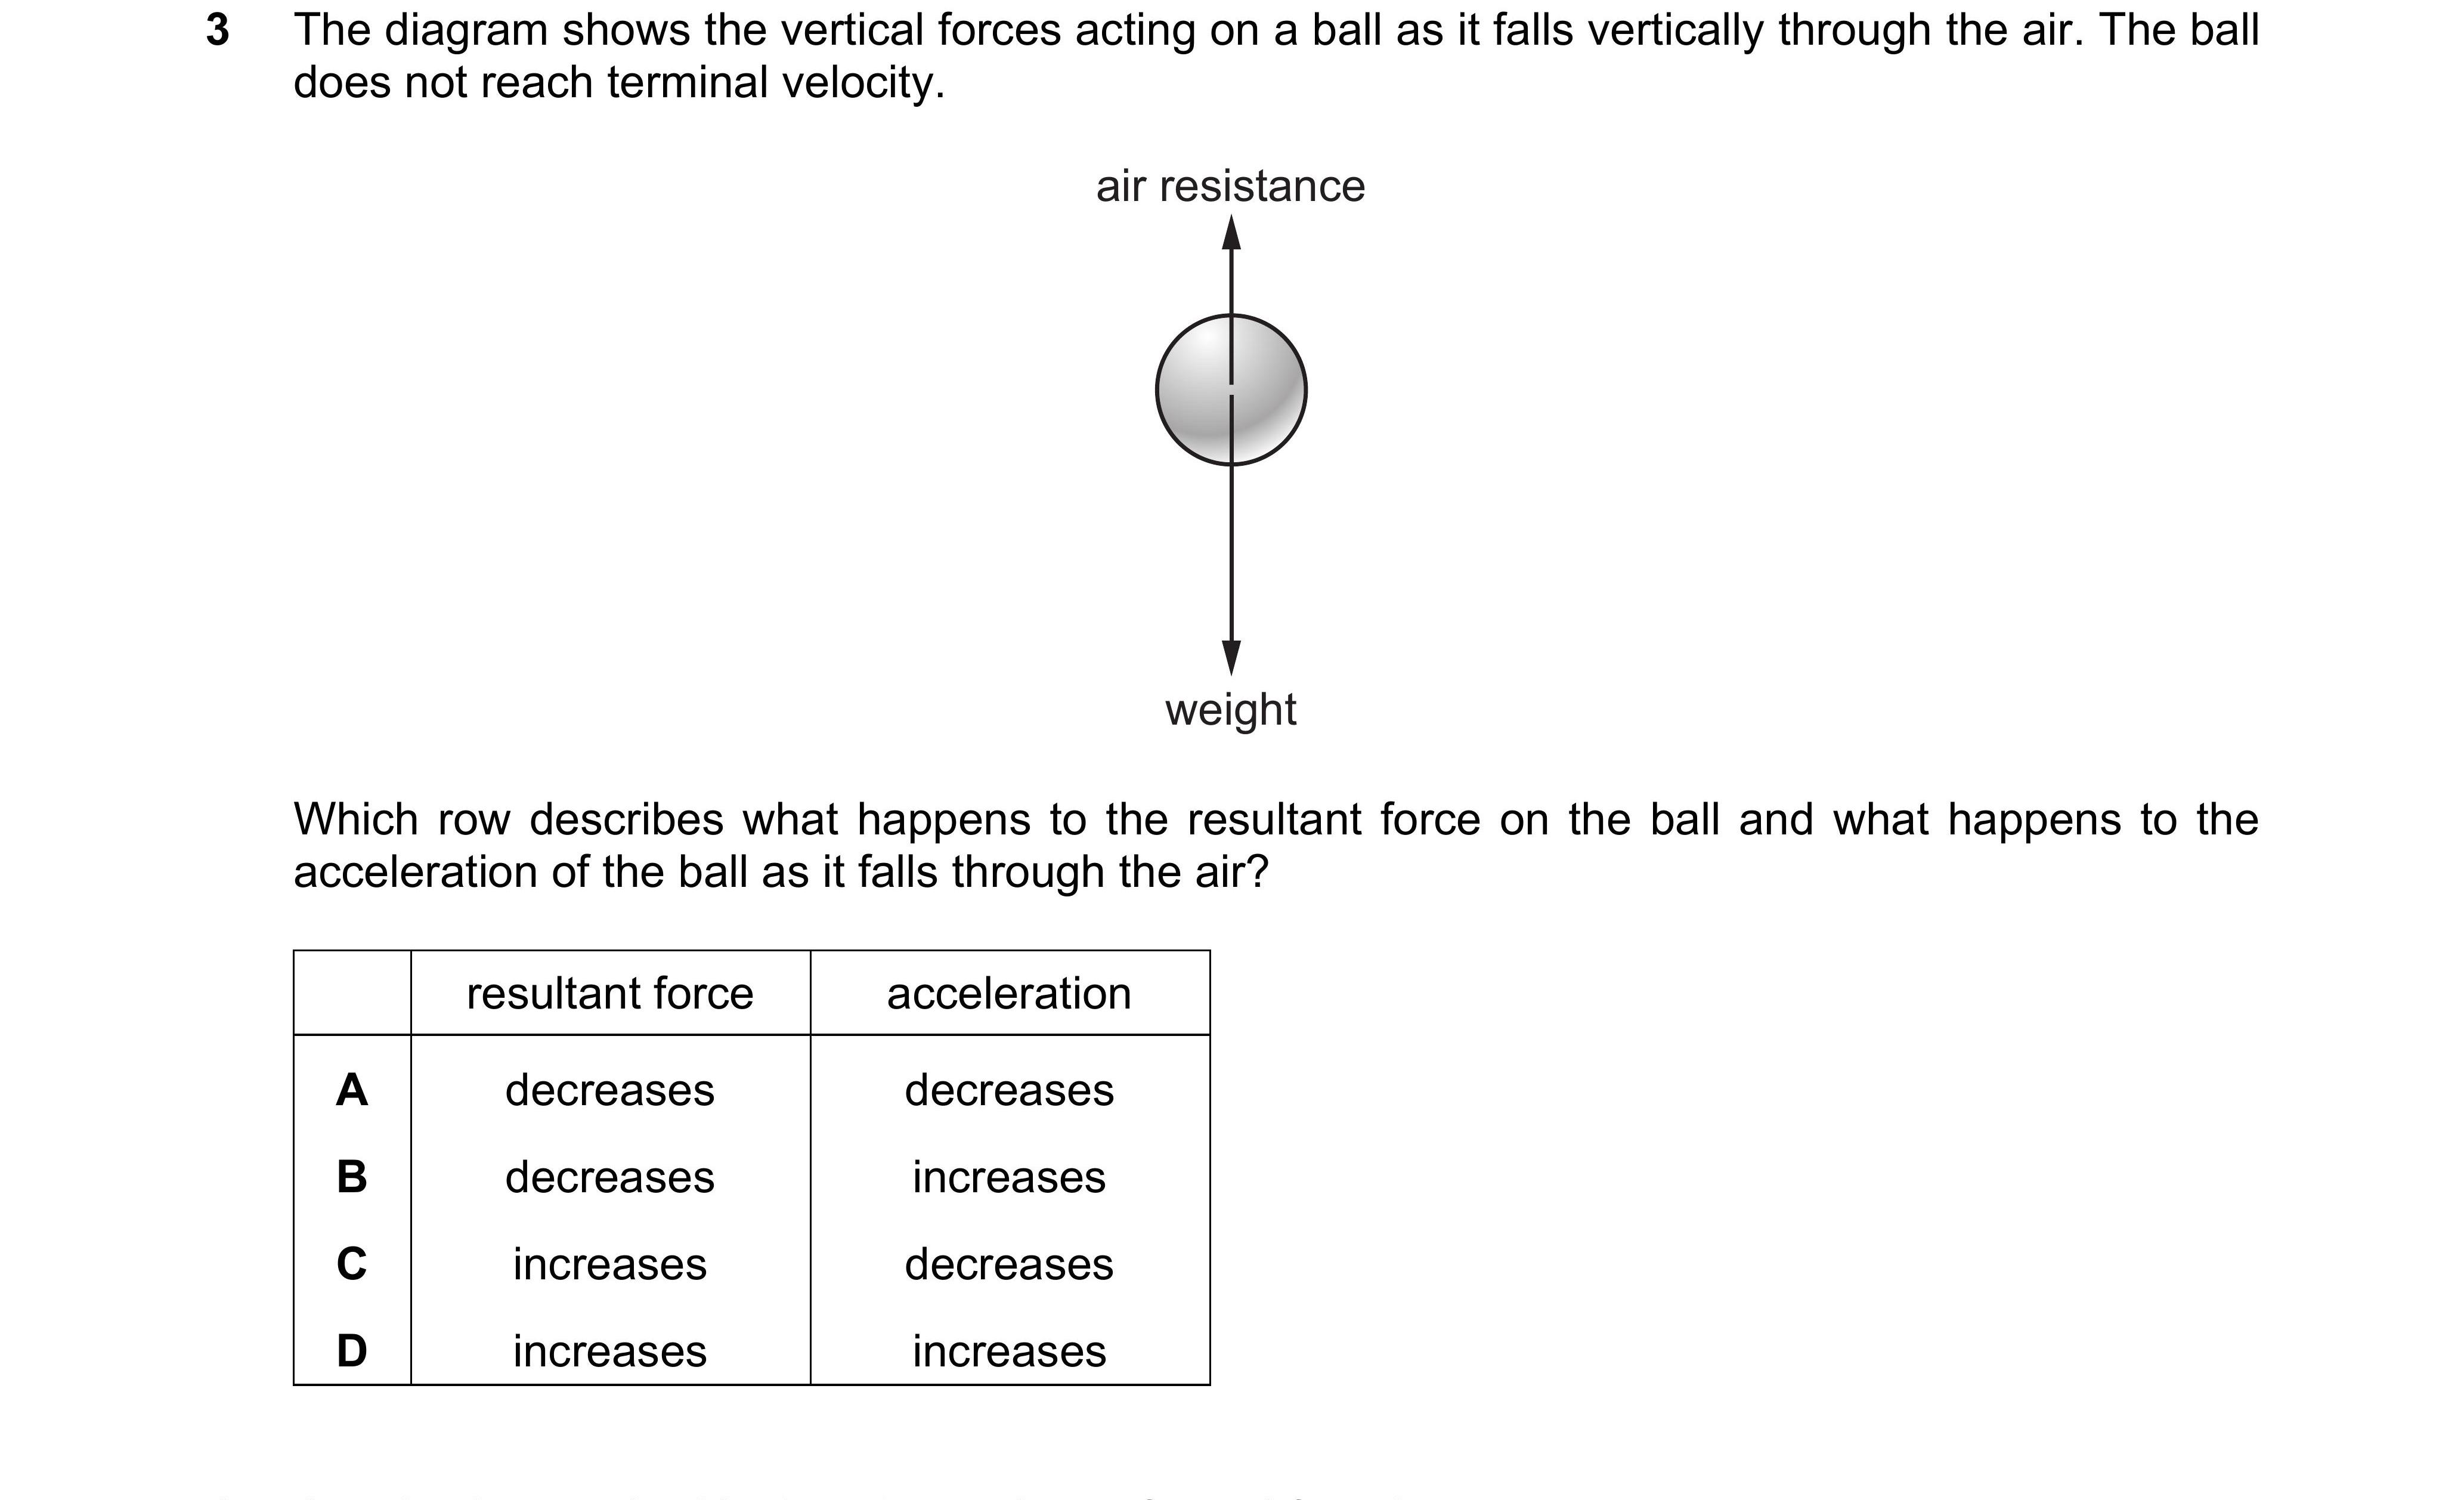 3 The diagram shows the vertical forces acting on a ball as it falls vertically through the air. The ball
does not reach terminal velocity.
air resistance
weight
Which row describes what happens to the resultant force on the ball and what happens to the
acceleration of the ball as it falls through the air?
resultant force acceleration
A decreases decreases
B decreases increases
C increases decreases
D increases increases